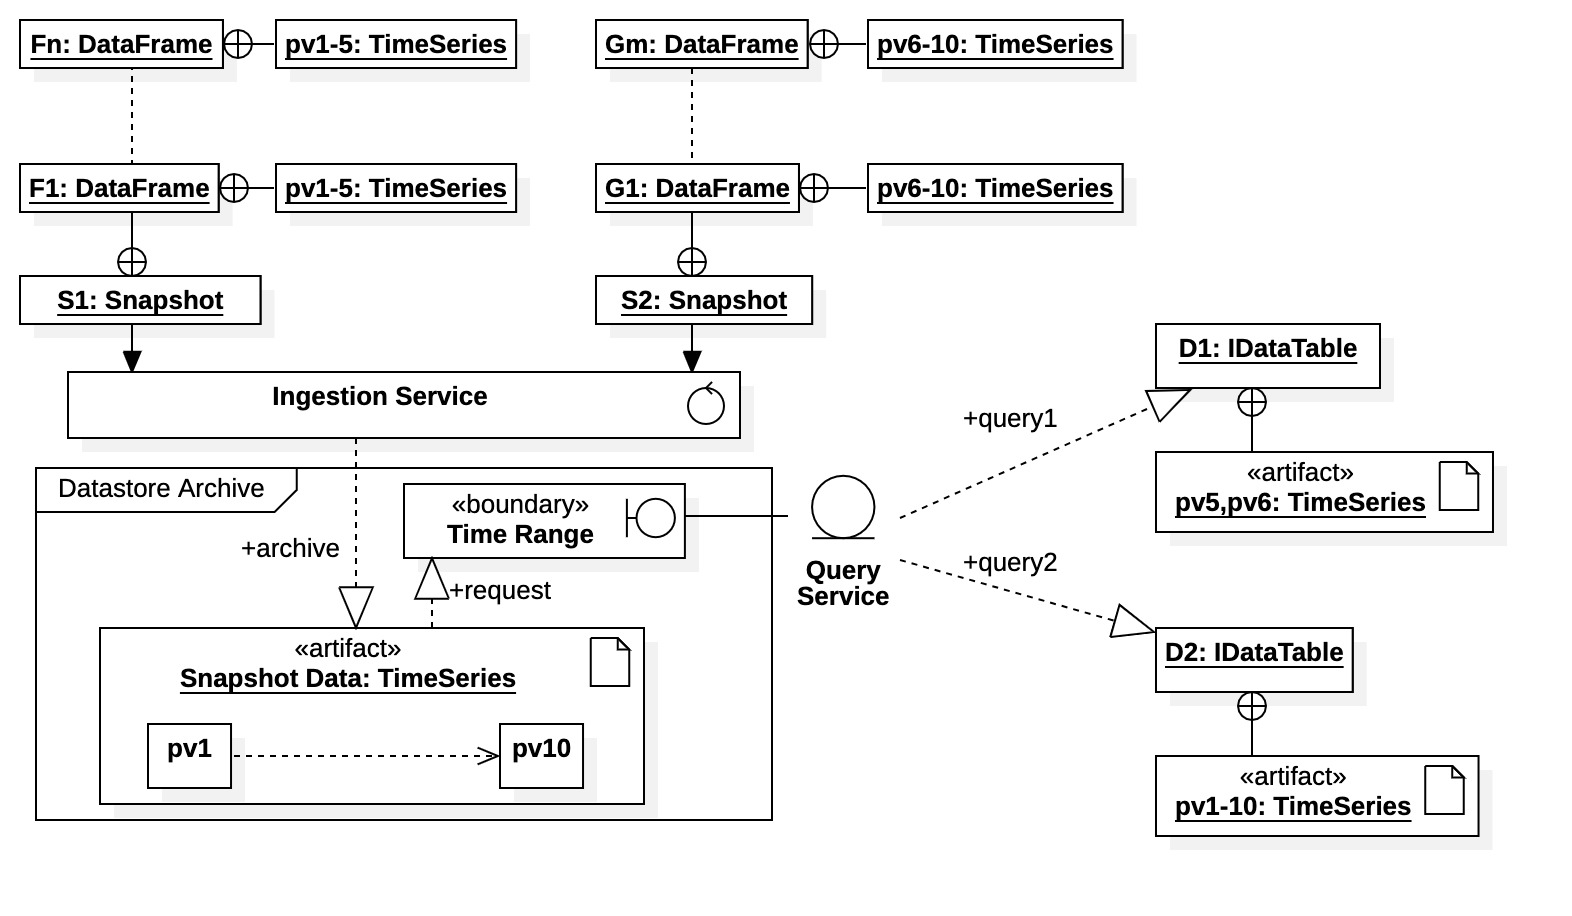 Fn: DataFrame
pv1-5: TimeSeries
Gm: DataFrame
pv6-10: TimeSeries
F1: DataFrame
pv1-5: TimeSeries
G1: DataFrame
pv6-10: TimeSeries
S1: Snapshot
S2: Snapshot
Ingestion Service
D1: IDataTable
+query1
«artifact»
pv5,pv6: TimeSeries
Datastore Archive
«boundary»
Time Range
+archive
+request
Query
Service
+query2
«artifact»
Snapshot Data: TimeSeries
pv1
pv10
D2: IDataTable
«artifact»
pv1-10: TimeSeries